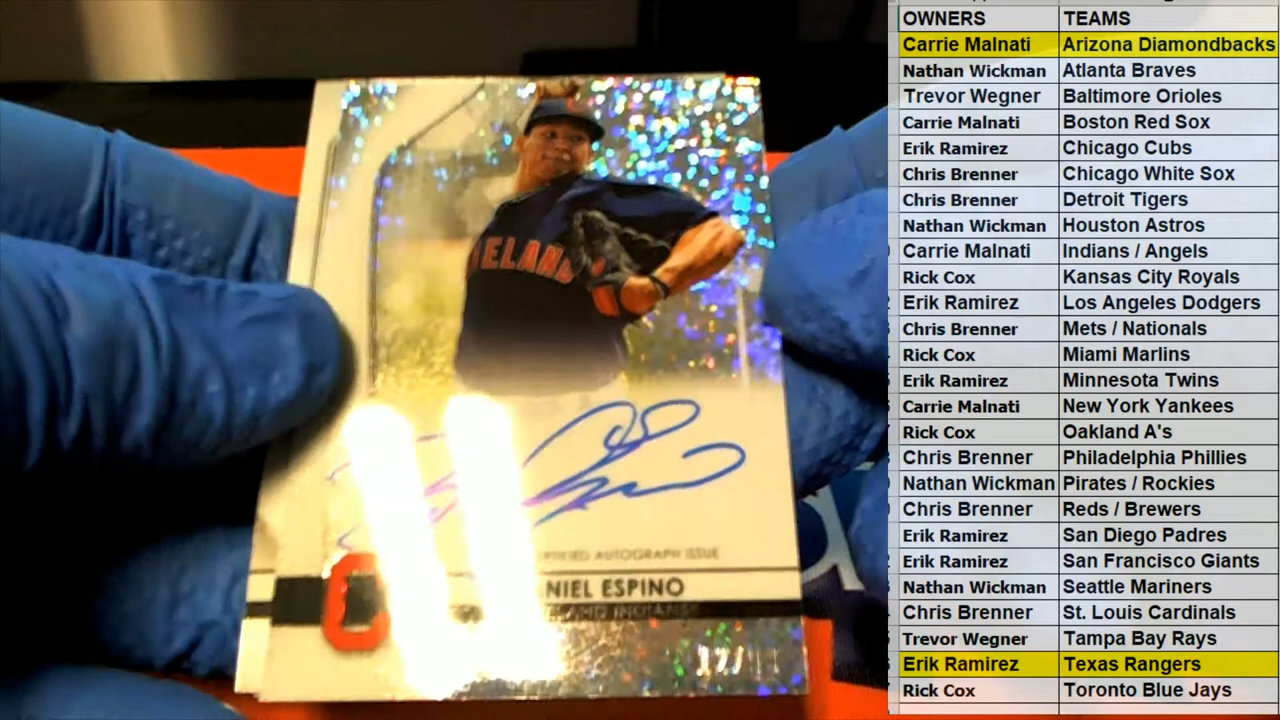 ELAND
AUTOGRAPH ISSUE
NIEL ESPINO
OWNERS TEAMS
Carrie Malnati Arizona Diamondbacks
Nathan Wickman Atlanta Braves
Trevor Wegner Baltimore Orioles
Carrie Malnati Boston Red Sox
Erik Ramirez Chicago Cubs
Chris Brenner Chicago White Sox
Chris Brenner Detroit Tigers
Nathan Wickman Houston Astros
Carrie Malnati Indians / Angels
Rick Cox Kansas City Royals
Erik Ramirez Los Angeles Dodgers
Chris Brenner Mets / Nationals
Rick Cox Miami Marlins
Erik Ramirez Minnesota Twins
Carrie Malnati New York Yankees
Rick Cox Oakland A's
Chris Brenner Philadelphia Phillies
Nathan Wickman Pirates / Rockies
Chris Brenner Reds / Brewers
Erik Ramirez San Diego Padres
Erik Ramirez San Francisco Giants
Nathan Wickman Seattle Mariners
Chris Brenner St. Louis Cardinals
Trevor Wegner Tampa Bay Rays
Erik Ramirez Texas Rangers
Rick Cox Toronto Blue Jays